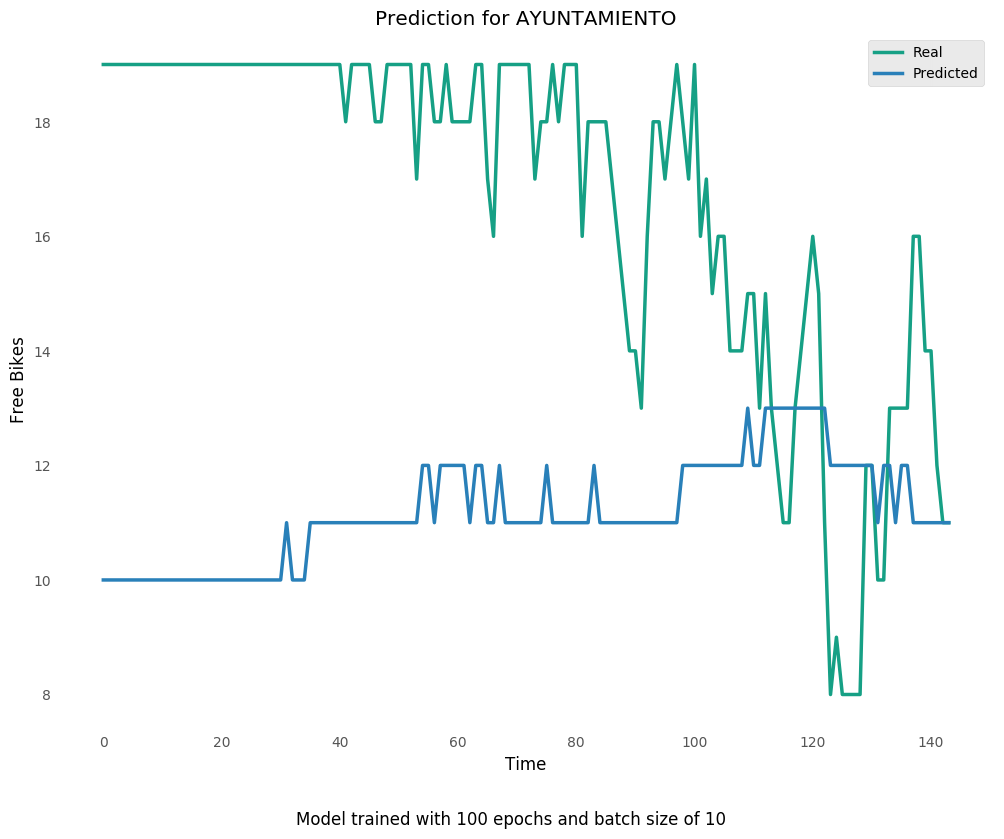 Prediction for AYUNTAMIENTO
Real
Predicted
18
16
14
12
10
8
Free Bikes
0 20 40 60 80 100 120 140
Time
Model trained with 100 epochs and batch size of 10